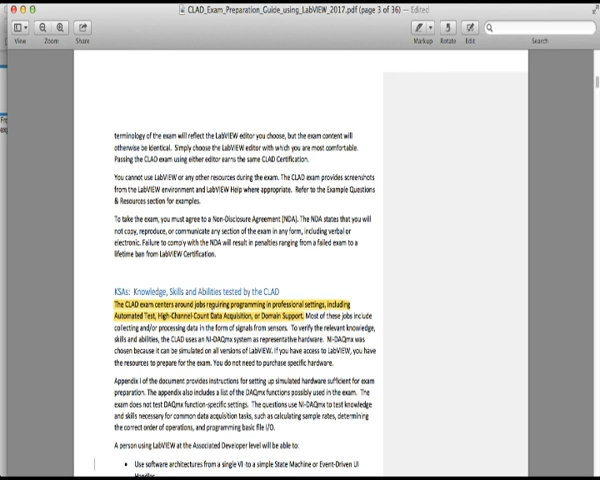 CLAD_Exam_Preparation_Guide_using_LabVIEW_2017.pdf (page 3 of 36) — Edited
View Zoom Share Markup Rotate Edit Search
terminology of the exam will reflect the LabVIEW editor you choose, but the exam content will
otherwise be identical. Simply choose the LabVIEW editor with which you are most comfortable.
Passing the CLAD exam using either editor earns the same CLAD Certification.
You cannot use LabVIEW or any other resources during the exam. The CLAD exam provides screenshots
from the LabVIEW environment and LabVIEW Help where appropriate. Refer to the Example Questions
& Resources section for examples.
To take the exam, you must agree to a Non-Disclosure Agreement (NDA). The NDA states that you will
not copy, reproduce, or communicate any section of the exam in any form, including verbal or
electronic. Failure to comply with the NDA will result in penalties ranging from a failed exam to a
lifetime ban from LabVIEW Certification.
KSAs: Knowledge, Skills and Abilities tested by the CLAD
The CLAD exam centers around jobs requiring programming in professional settings, including
Automated Test, High-Channel-Count Data Acquisition, or Domain Support. Most of these jobs include
collecting and/or processing data in the form of signals from sensors. To verify the relevant knowledge,
skills and abilities, the CLAD uses an NI-DAQmx system as representative hardware. NI-DAQmx was
chosen because it can be simulated on all versions of LabVIEW. If you have access to LabVIEW, you have
the resources to prepare for the exam. You do not need to purchase specific hardware.
Appendix I of the document provides instructions for setting up simulated hardware sufficient for exam
preparation. The appendix also includes a list of the DAQmx functions possibly used in the exam. The
exam does not test DAQmx function-specific settings. The questions use NI-DAQmx to test knowledge
and skills necessary for common data acquisition tasks, such as calculating sample rates, determining
the correct order of operations, and programming basic file I/O.
A person using LabVIEW at the Associated Developer level will be able to:
• Use software architectures from a single VI to a simple State Machine or Event-Driven UI
Handler